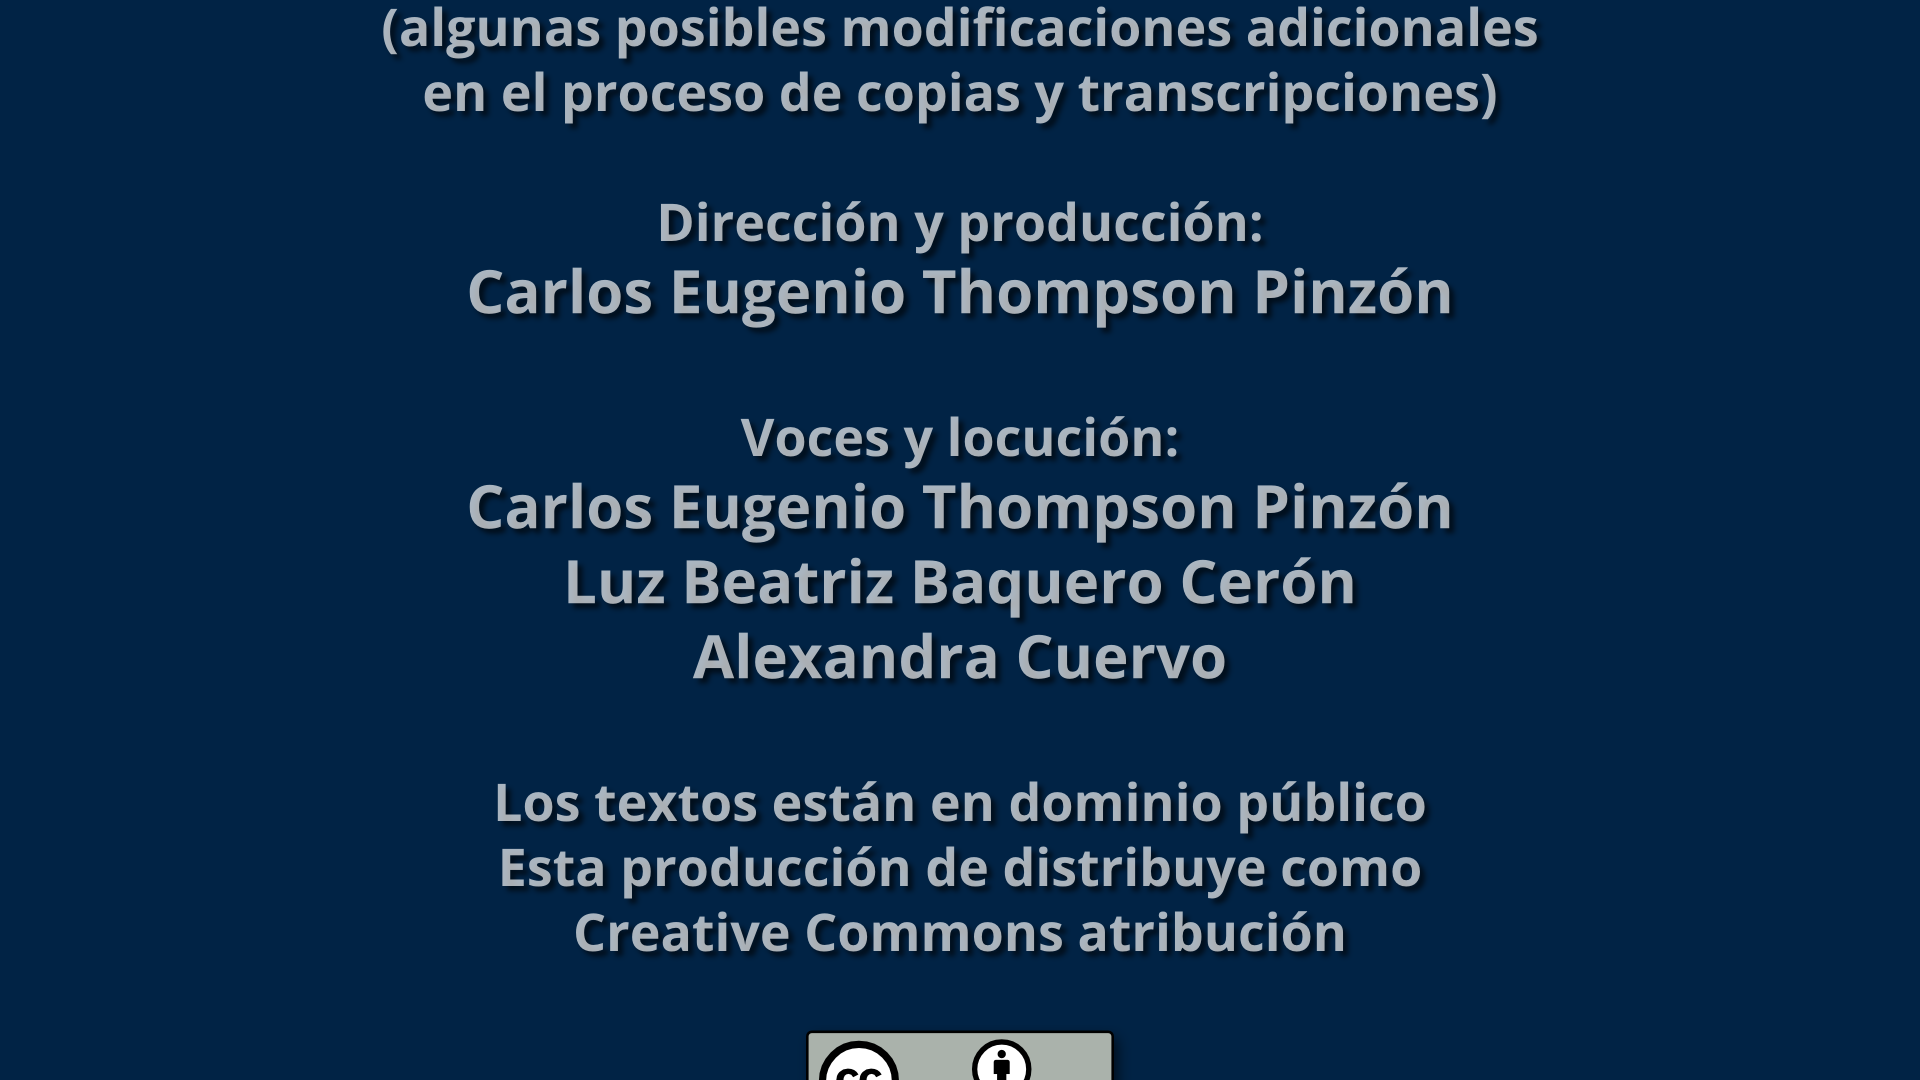 (algunas posibles modificaciones adicionales
en el proceso de copias y transcripciones)
Dirección y producción:
Carlos Eugenio Thompson Pinzón
Voces y locución:
Carlos Eugenio Thompson Pinzón
Luz Beatriz Baquero Cerón
Alexandra Cuervo
Los textos están en dominio público
Esta producción de distribuye como
Creative Commons atribución
cc